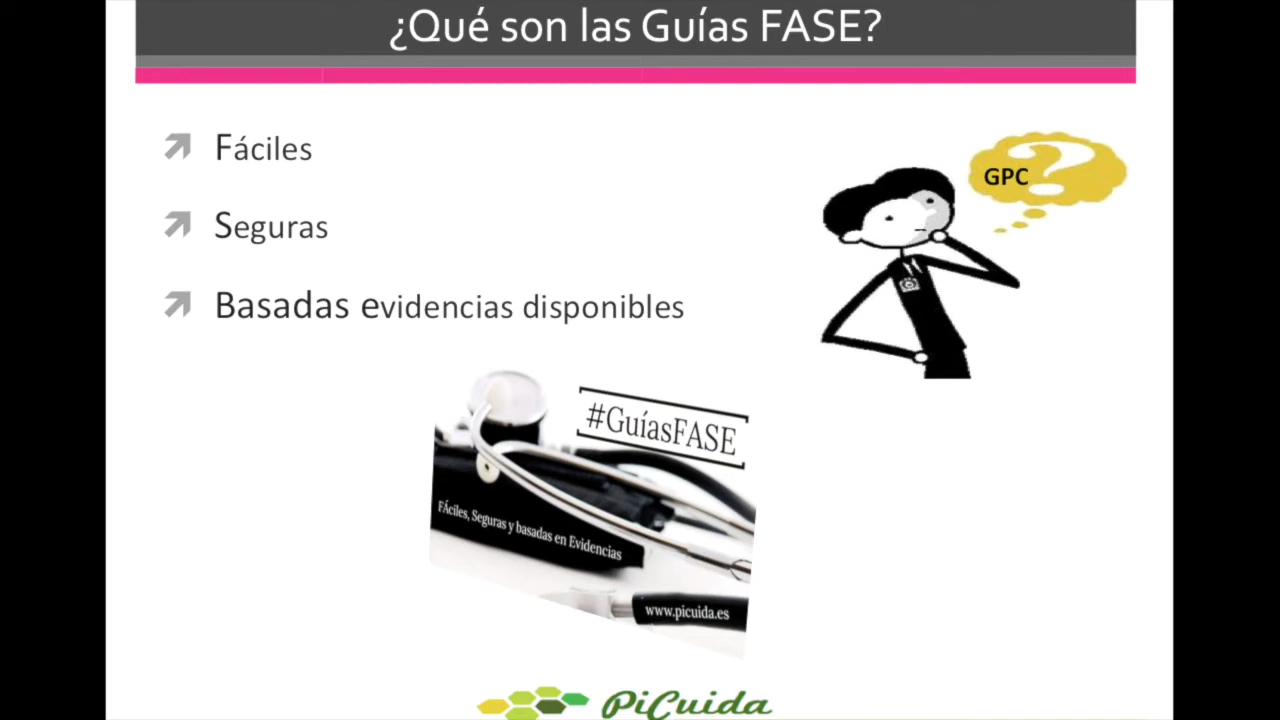 ¿Qué son las Guías FASE?
Fáciles
Seguras
Basadas evidencias disponibles
GPC
#GuíasFASE
FÁciles, Seguras y basadas en Evidencias
www.picuida.es
PiCuida